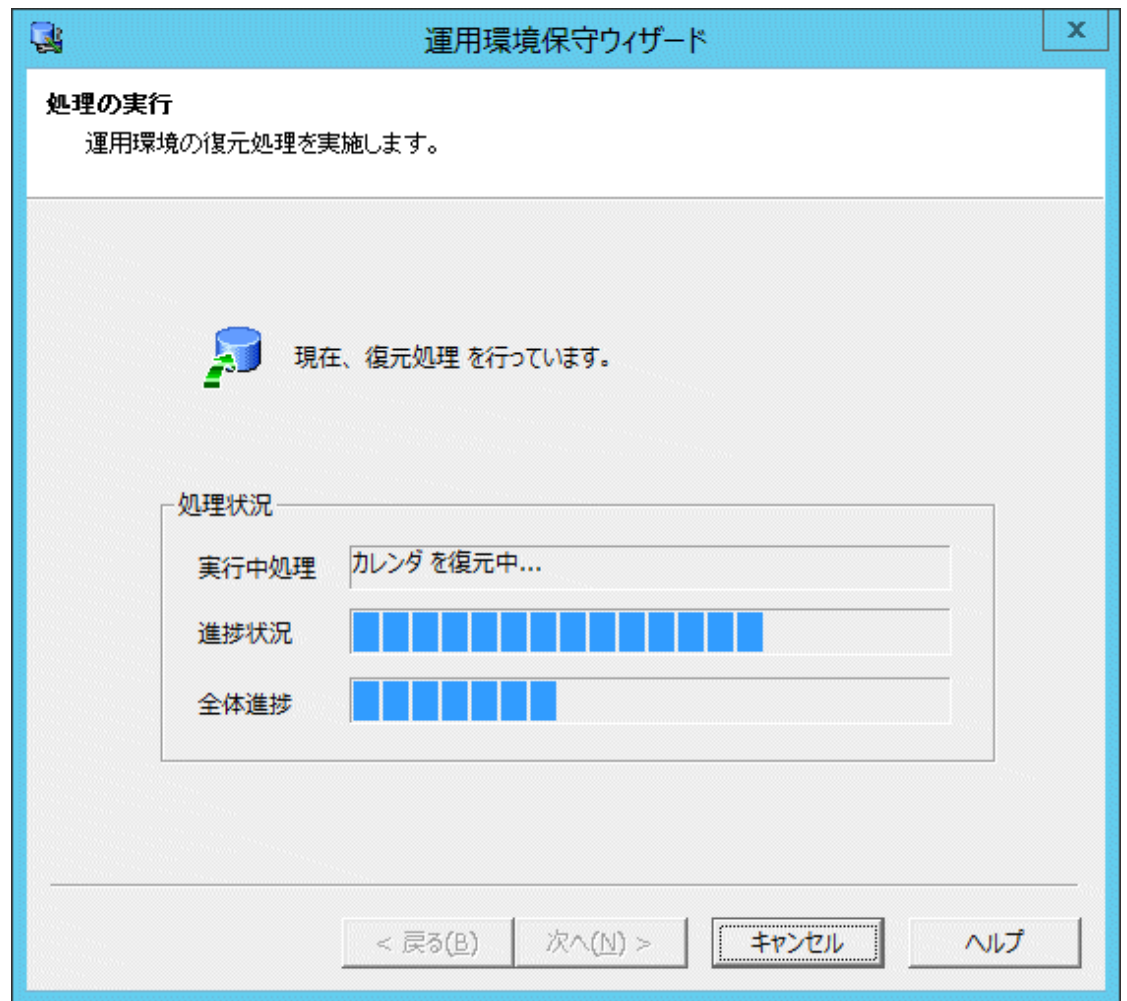 運用環境保守ウィザード
x
処理の実行
運用環境の復元処理を実施します。
現在、復元処理 を行っています。
処理状況
実行中処理 カレンダ を復元中...
進捗状況
全体進捗
< 戻る(B) 次へ(N) > キャンセル ヘルプ